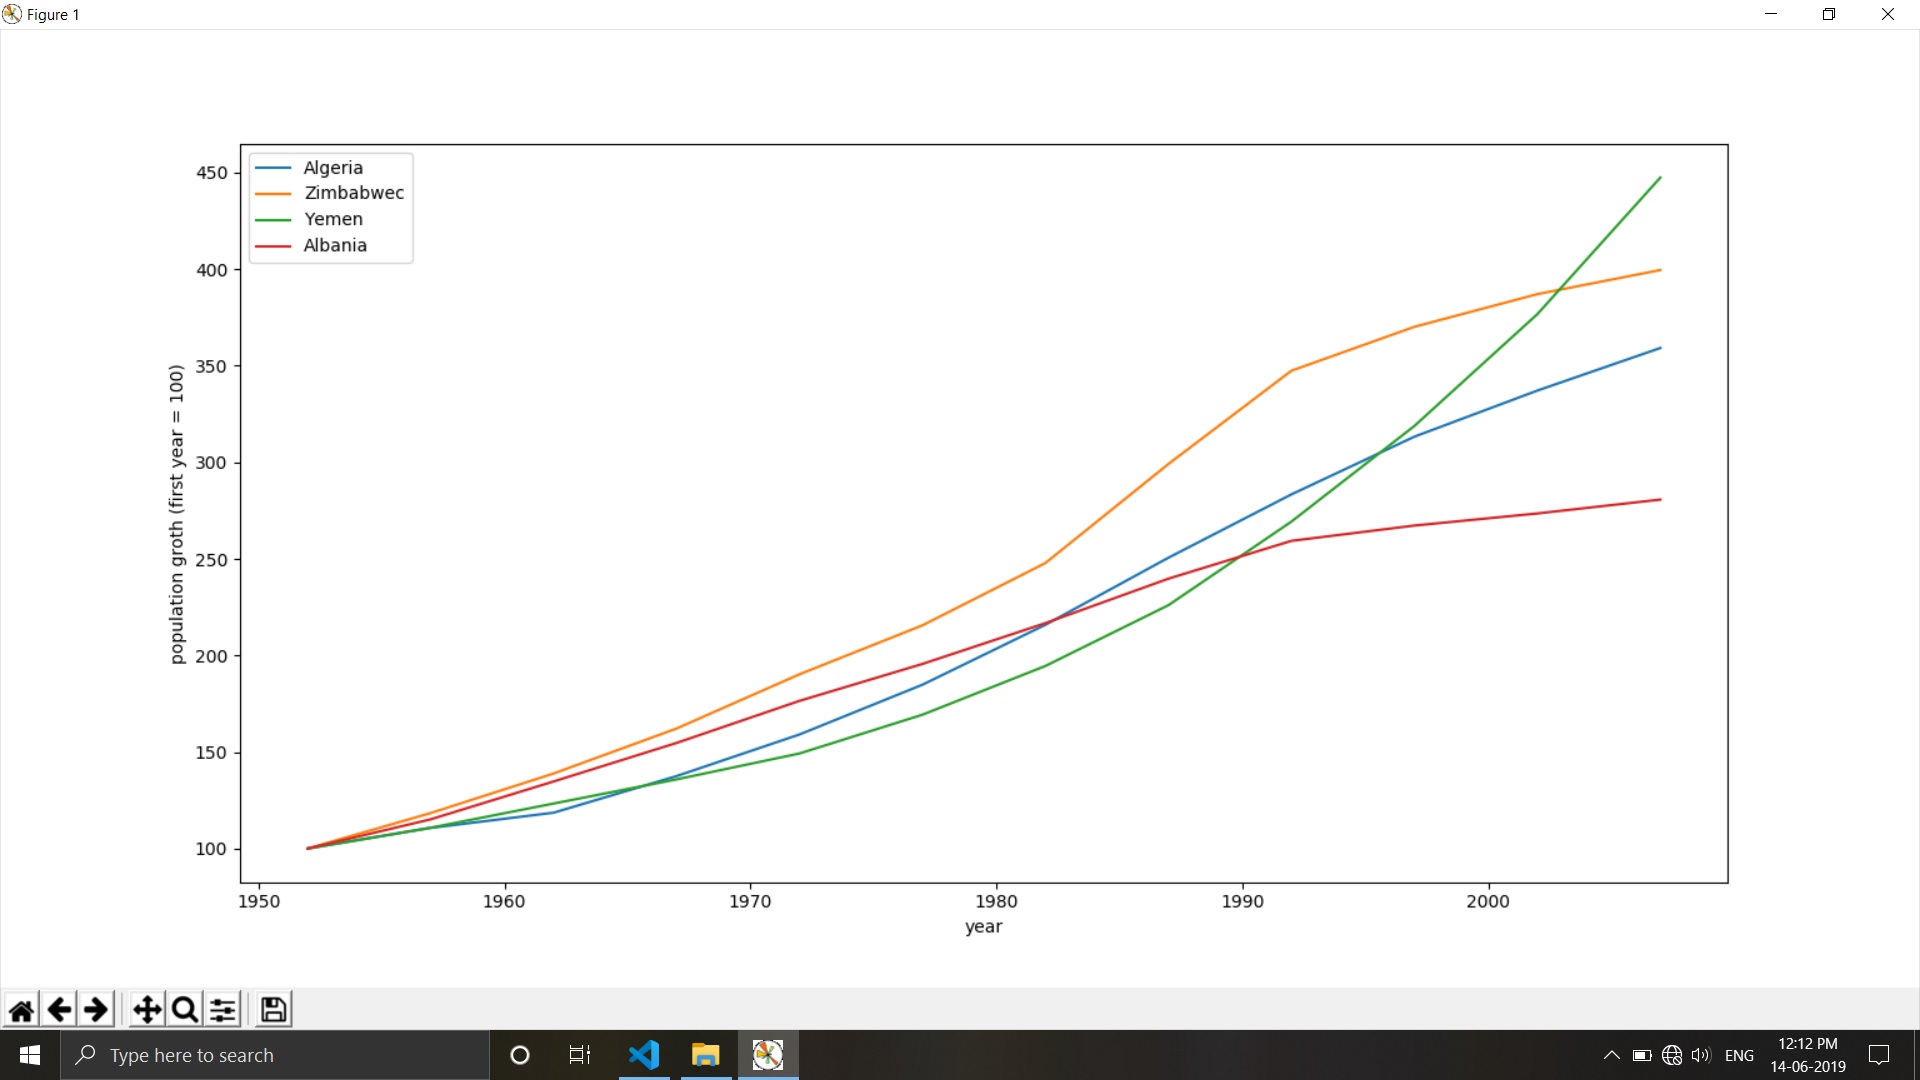 Figure 1
Algeria
Zimbabwec
Yemen
Albania
450
400
350
300
250
200
150
100
population groth (first year = 100)
1950 1960 1970 1980 1990 2000
year
Type here to search
ENG
12:12 PM
14-06-2019